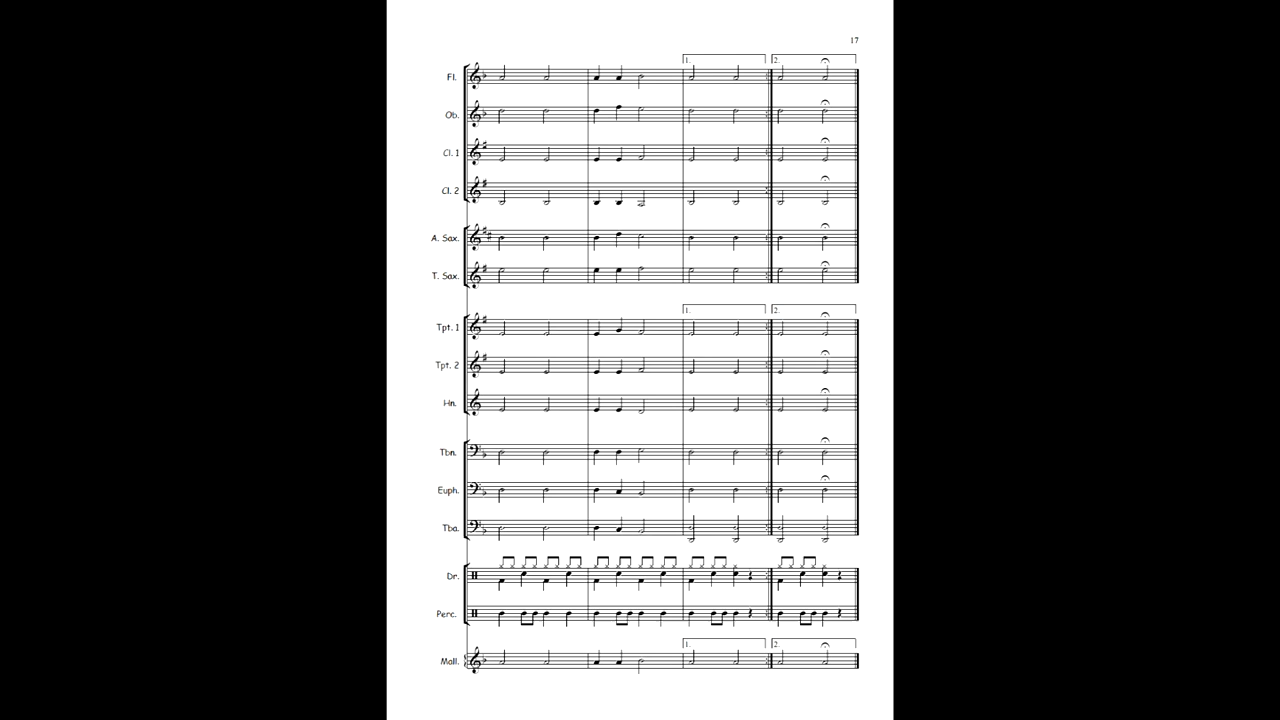 17
1. 2.
Fl.
Ob.
Cl. 1
Cl. 2
A. Sax.
T. Sax.
1. 2.
Tpt. 1
Tpt. 2
Hn.
Tbn.
Euph.
Tba.
Dr.
Perc.
1. 2.
Mall.